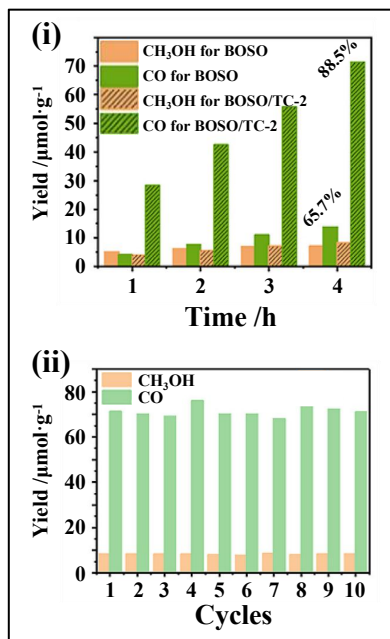 (i)
CH₃OH for BOSO
CO for BOSO
CH₃OH for BOSO/TC-2
CO for BOSO/TC-2
88.5%
65.7%
Yield /μmol·g⁻¹
70
60
50
40
30
20
10
0
1 2 3 4
Time /h
(ii)
CH₃OH
CO
Yield /μmol·g⁻¹
80
60
40
20
0
1 2 3 4 5 6 7 8 9 10
Cycles